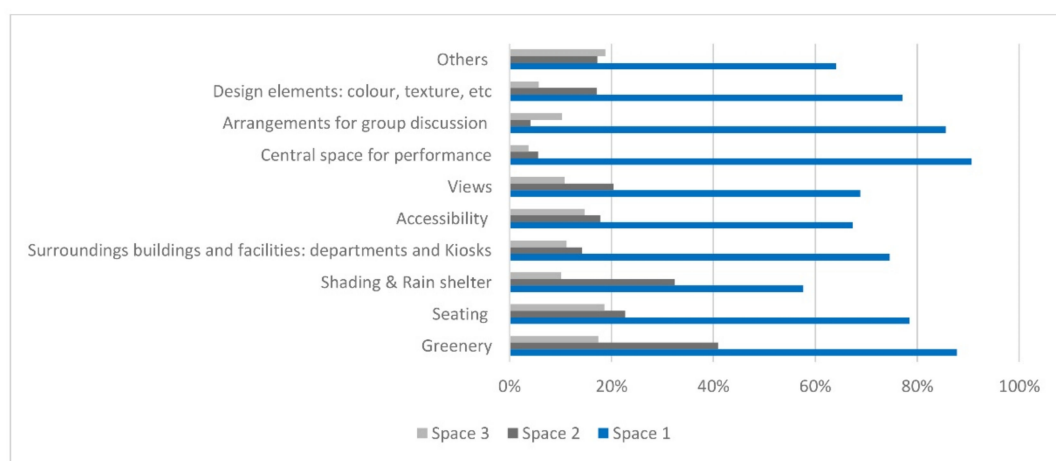 Others
Design elements: colour, texture, etc
Arrangements for group discussion
Central space for performance
Views
Accessibility
Surroundings buildings and facilities: departments and Kiosks
Shading & Rain shelter
Seating
Greenery
0% 20% 40% 60% 80% 100%
Space 3 Space 2 Space 1